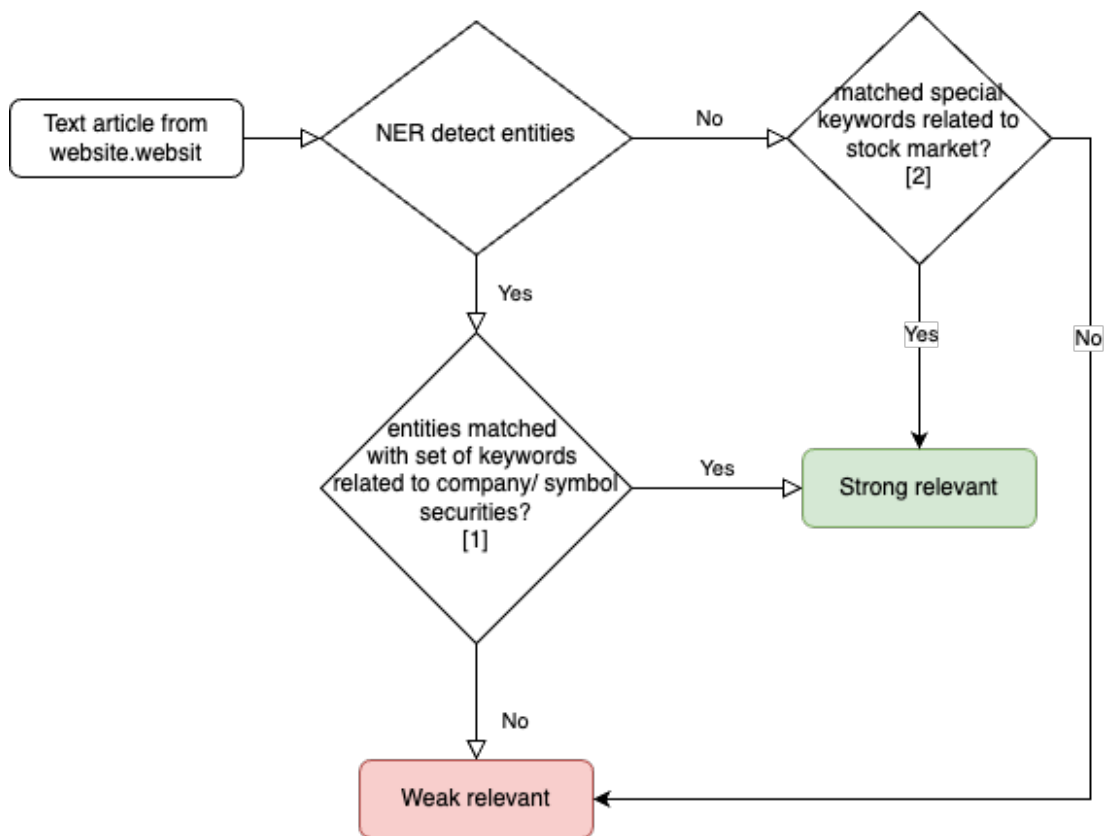 Text article from
website.websit
NER detect entities
No
matched special
keywords related to
stock market?
[2]
Yes
Yes
No
entities matched
with set of keywords
related to company/ symbol
securities?
[1]
Yes
Strong relevant
No
Weak relevant